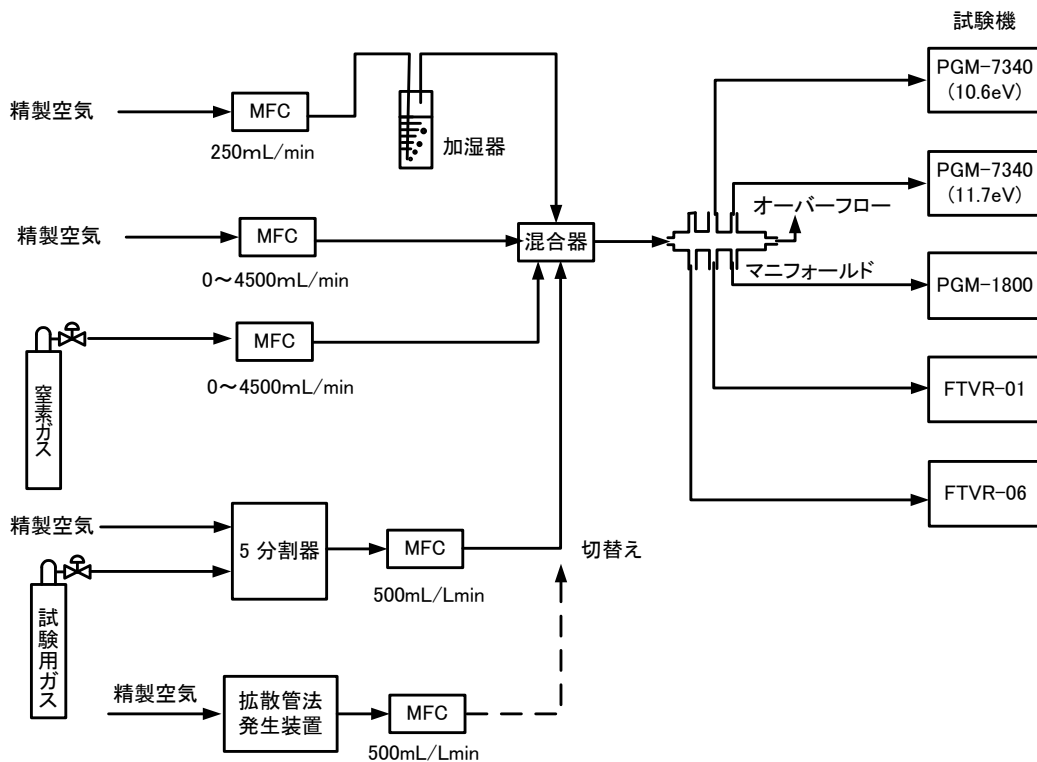 試験機
PGM-7340
(10.6eV)
精製空気
MFC
250mL/min
加湿器
PGM-7340
(11.7eV)
オーバーフロー
精製空気
MFC
0~4500mL/min
混合器
マニフォールド
PGM-1800
MFC
0~4500mL/min
窒素ガス
FTVR-01
FTVR-06
精製空気
5 分割器
MFC
500mL/Lmin
切替え
試験用ガス
精製空気
拡散管法
発生装置
MFC
500mL/Lmin